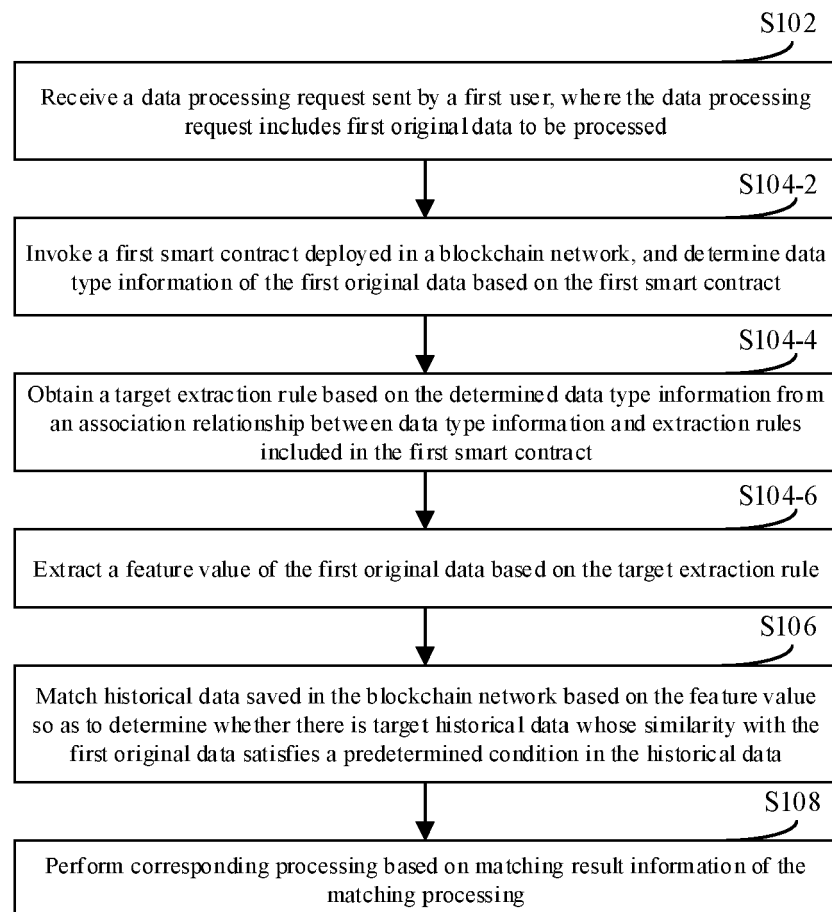 S102
Receive a data processing request sent by a first user, where the data processing
request includes first original data to be processed
S104-2
Invoke a first smart contract deployed in a blockchain network, and determine data
type information of the first original data based on the first smart contract
S104-4
Obtain a target extraction rule based on the determined data type information from
an association relationship between data type information and extraction rules
included in the first smart contract
S104-6
Extract a feature value of the first original data based on the target extraction rule
S106
Match historical data saved in the blockchain network based on the feature value
so as to determine whether there is target historical data whose similarity with the
first original data satisfies a predetermined condition in the historical data
S108
Perform corresponding processing based on matching result information of the
matching processing